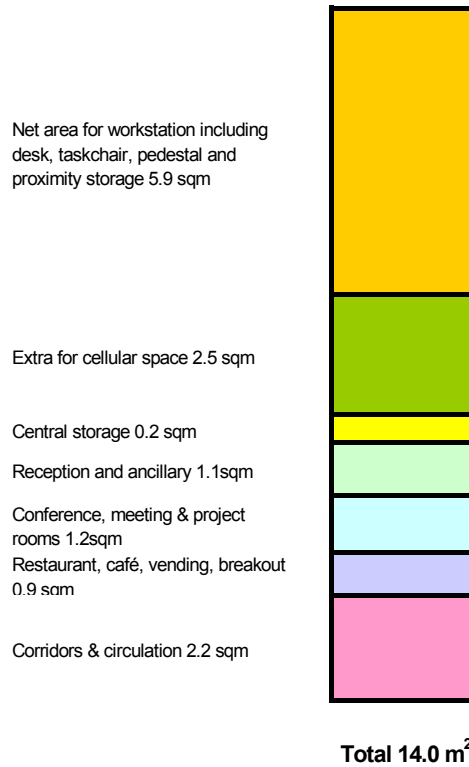 Net area for workstation including
desk, taskchair, pedestal and
proximity storage 5.9 sqm
Extra for cellular space 2.5 sqm
Central storage 0.2 sqm
Reception and ancillary 1.1sqm
Conference, meeting & project
rooms 1.2sqm
Restaurant, café, vending, breakout
0.9 sqm
Corridors & circulation 2.2 sqm
Total 14.0 m²